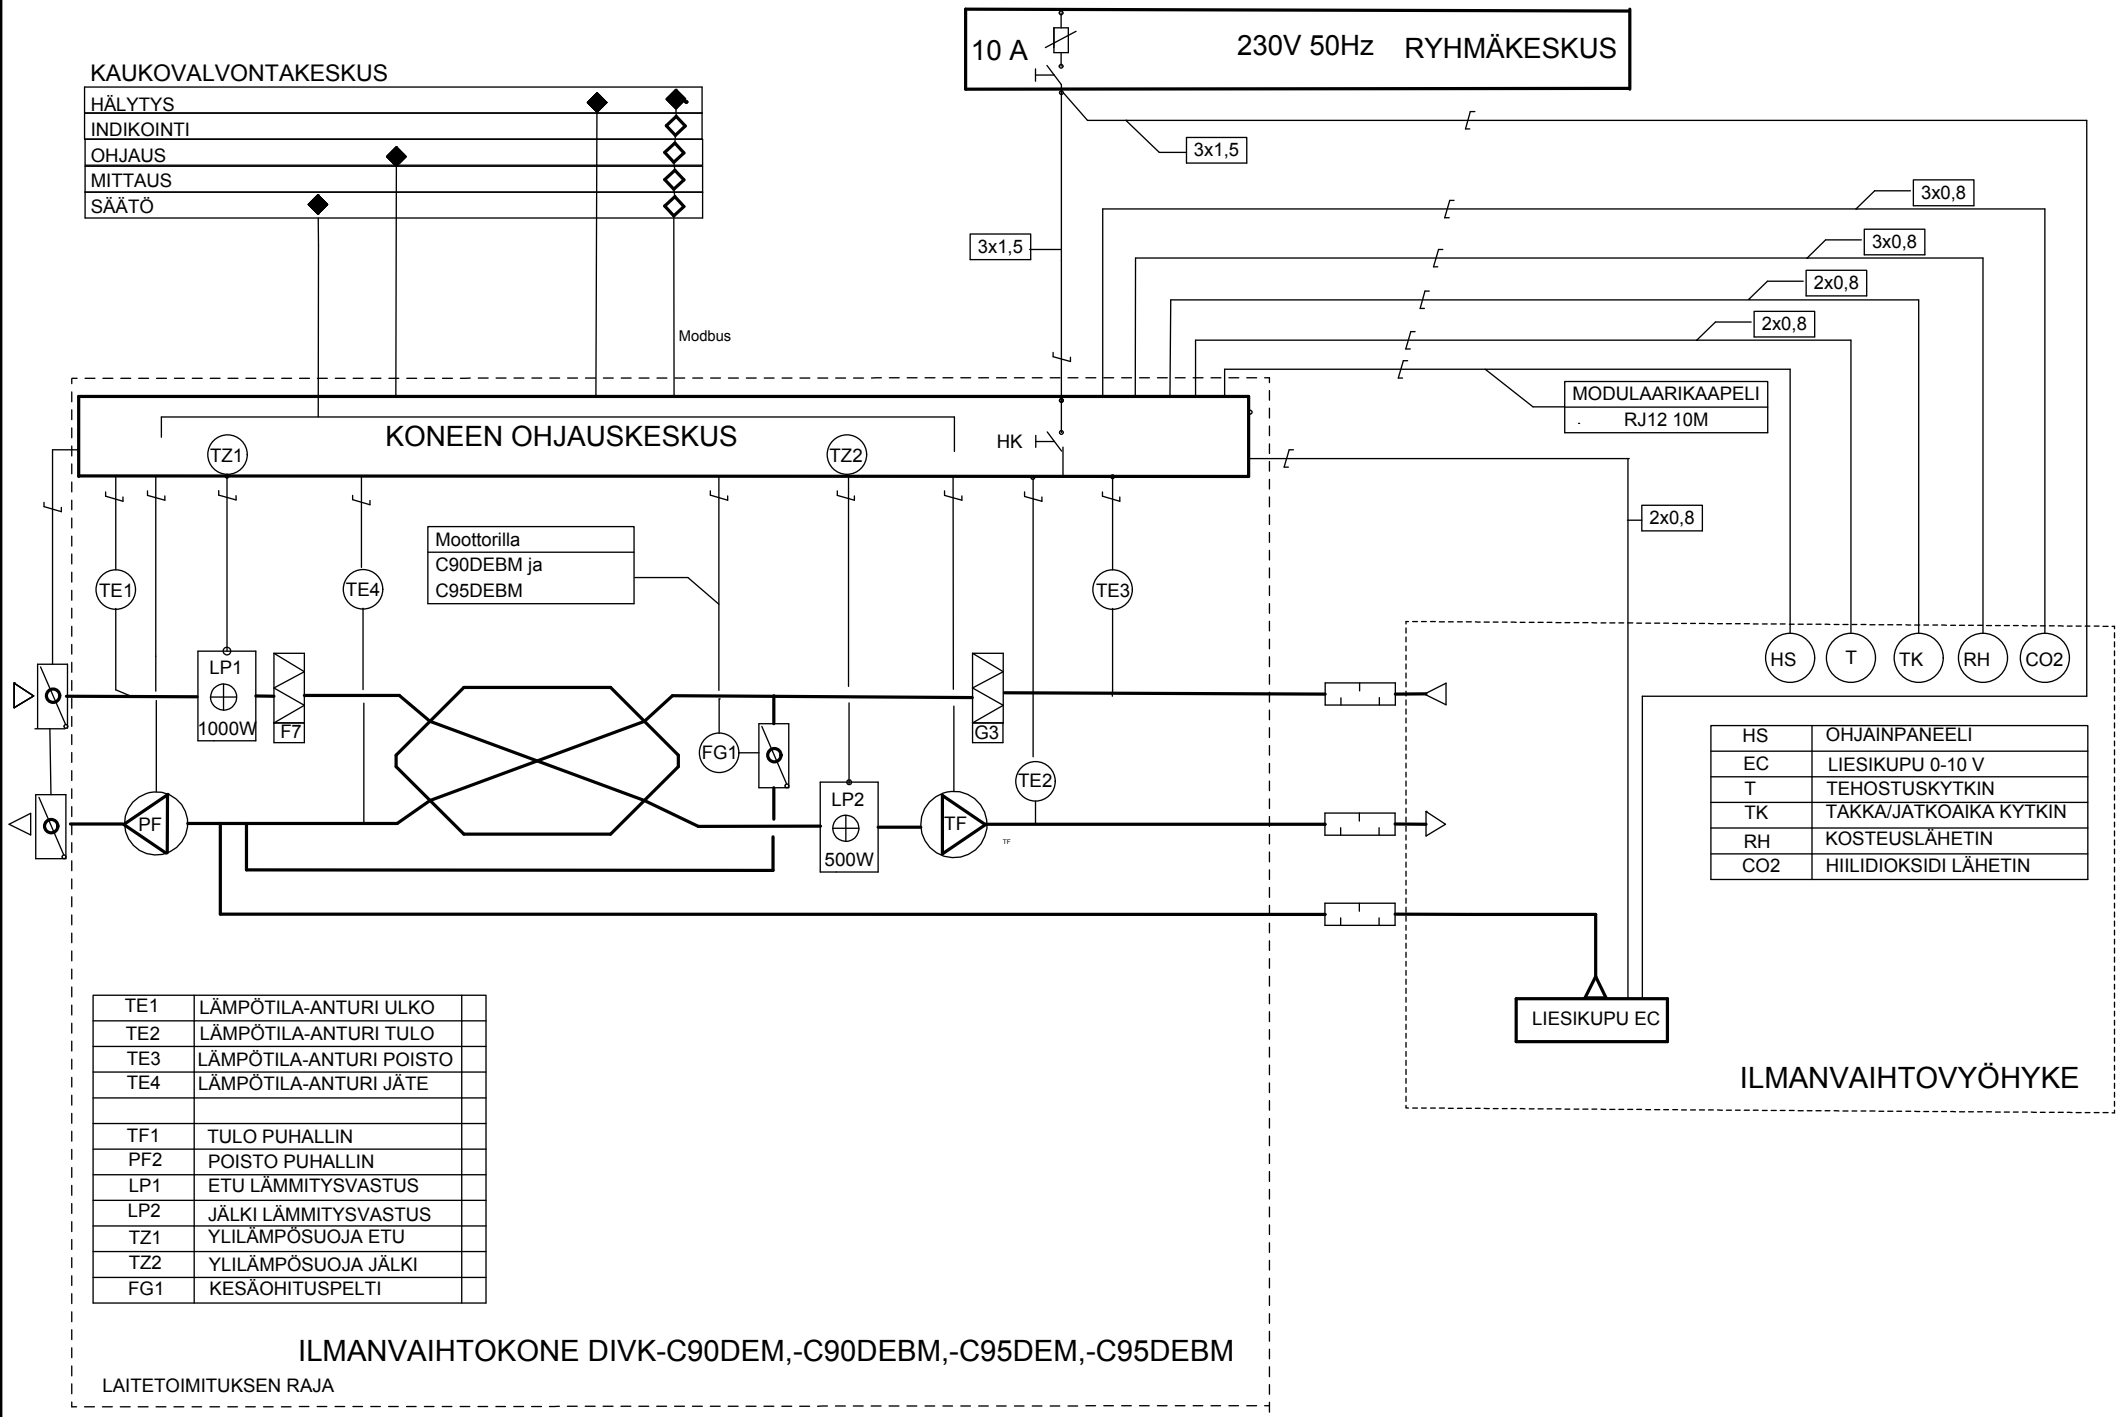 10 A
230V 50Hz RYHMÄKESKUS
KAUKOVALVONTAKESKUS
HÄLYTYS
INDIKOINTI
OHJAUS
MITTAUS
SÄÄTÖ
3x1,5
3x0,8
3x1,5
3x0,8
2x0,8
2x0,8
Modbus
MODULAARIKAAPELI
. RJ12 10M
KONEEN OHJAUSKESKUS
HK
TZ1
TZ2
2x0,8
Moottorilla
C90DEBM ja
C95DEBM
TE1
TE4
TE3
HS
T
TK
RH
CO2
LP1
1000W
F7
FG1
G3
TE2
LP2
500W
PF
TF
TF
HS OHJAINPANEELI
EC LIESIKUPU 0-10 V
T TEHOSTUSKYTKIN
TK TAKKA/JATKOAIKA KYTKIN
RH KOSTEUSLÄHETIN
CO2 HIILIDIOKSIDI LÄHETIN
LIESIKUPU EC
ILMANVAIHTOVYÖHYKE
TE1 LÄMPÖTILA-ANTURI ULKO
TE2 LÄMPÖTILA-ANTURI TULO
TE3 LÄMPÖTILA-ANTURI POISTO
TE4 LÄMPÖTILA-ANTURI JÄTE
TF1 TULO PUHALLIN
PF2 POISTO PUHALLIN
LP1 ETU LÄMMITYSVASTUS
LP2 JÄLKI LÄMMITYSVASTUS
TZ1 YLILÄMPÖSUOJA ETU
TZ2 YLILÄMPÖSUOJA JÄLKI
FG1 KESÄOHITUSPELTI
ILMANVAIHTOKONE DIVK-C90DEM,-C90DEBM,-C95DEM,-C95DEBM
LAITETOIMITUKSEN RAJA